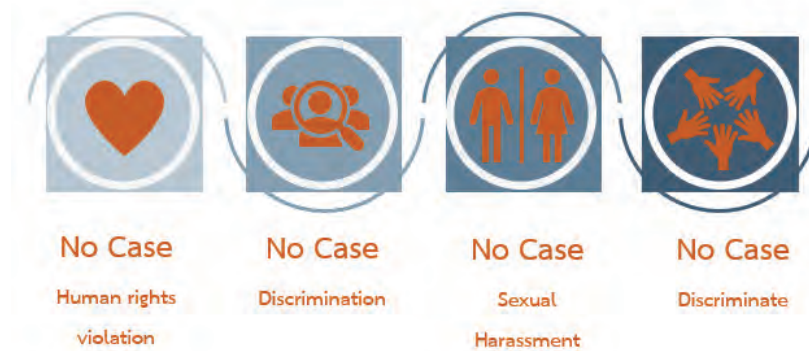 No Case
Human rights
violation
No Case
Discrimination
No Case
Sexual
Harassment
No Case
Discriminate